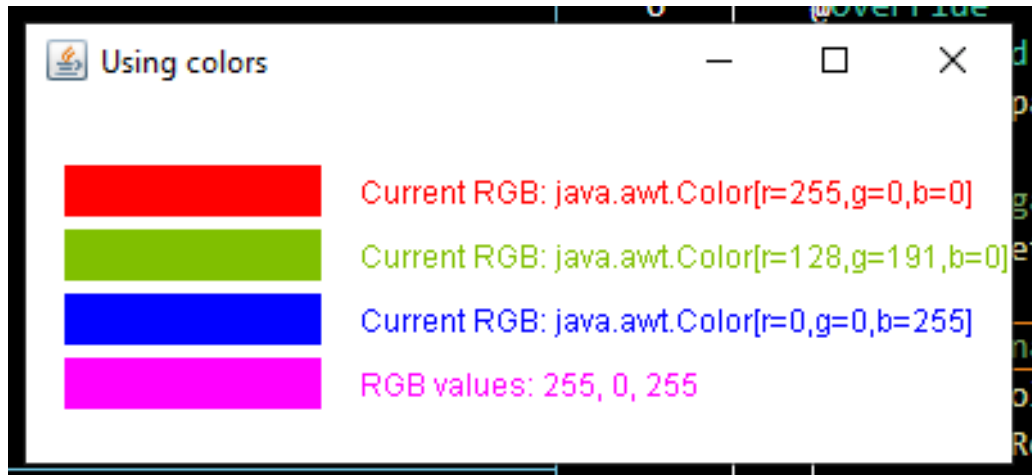 @Override
Using colors
Current RGB: java.awt.Color[r=255,g=0,b=0]
Current RGB: java.awt.Color[r=128,g=191,b=0]
Current RGB: java.awt.Color[r=0,g=0,b=255]
RGB values: 255, 0, 255